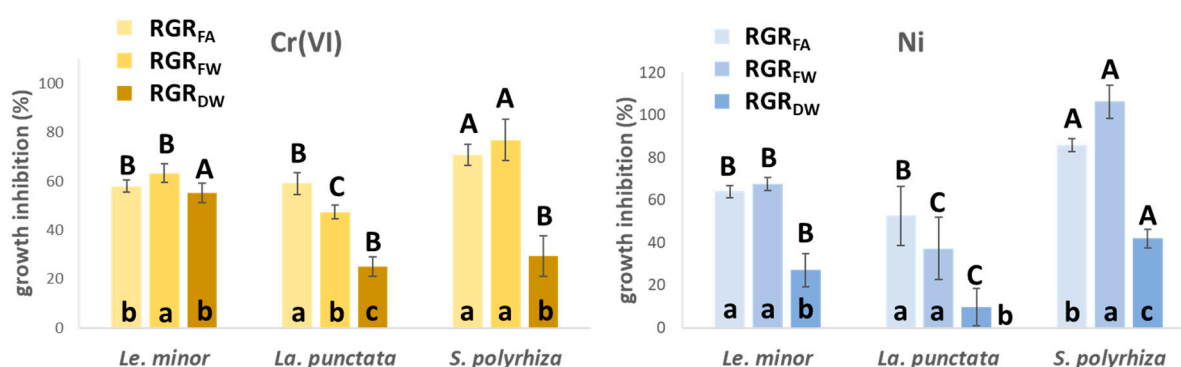 Cr(VI)
RGRFA
RGRFW
RGRDW
growth inhibition (%)
100
80
60
40
20
0
B B A
B C B
A A B
b a b
a b c
a a b
Le. minor La. punctata S. polyrhiza
Ni
RGRFA
RGRFW
RGRDW
growth inhibition (%)
120
100
80
60
40
20
0
B B B
B C C
A A A
a a b
a a b
b a c
Le. minor La. punctata S. polyrhiza